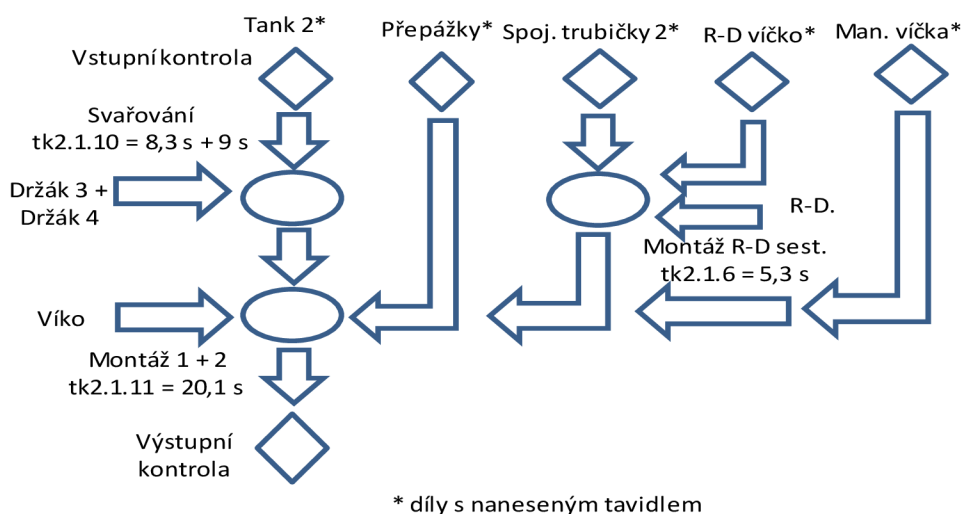 Tank 2*
Přepážky*
Spoj. trubičky 2*
R-D víčko*
Man. víčka*
Vstupní kontrola
Svařování
tk2.1.10 = 8,3 s + 9 s
Držák 3 +
Držák 4
R-D.
Montáž R-D sest.
tk2.1.6 = 5,3 s
Víko
Montáž 1 + 2
tk2.1.11 = 20,1 s
Výstupní
kontrola
* díly s naneseným tavidlem